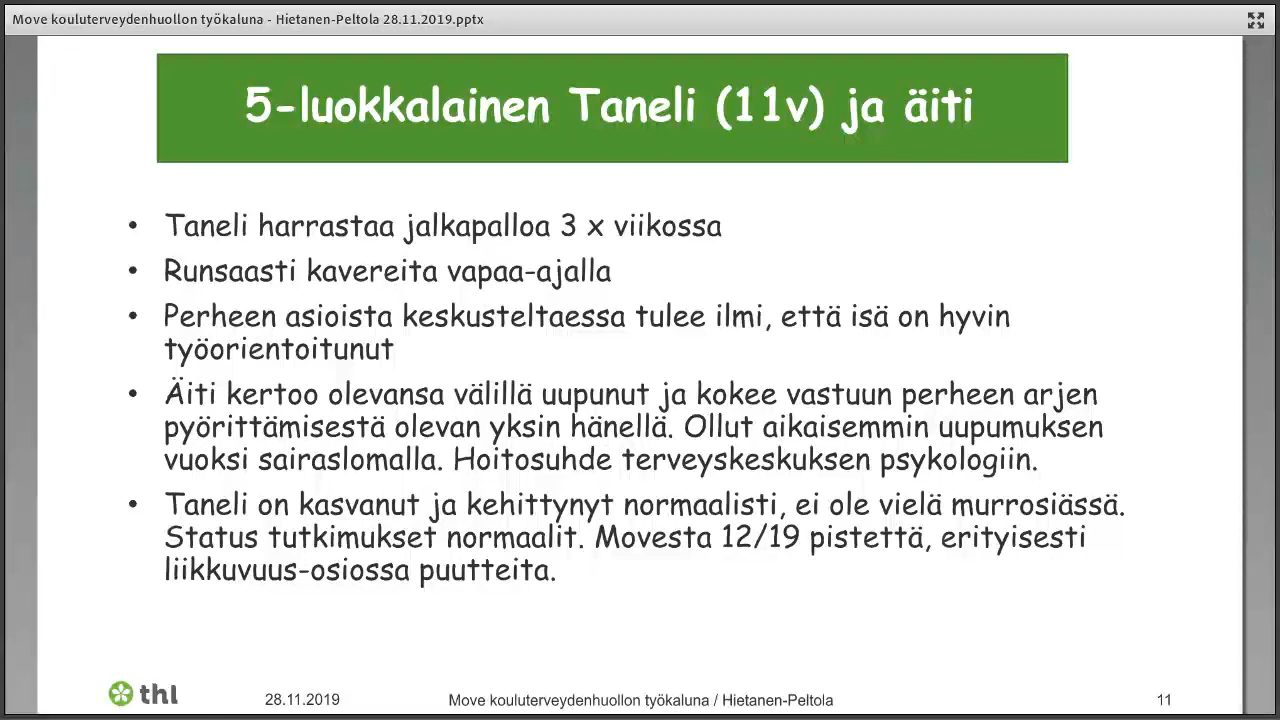 Move kouluterveydenhuollon työkaluna - Hietanen-Peltola 28.11.2019.pptx
5-luokkalainen Taneli (11v) ja äiti
• Taneli harrastaa jalkapalloa 3 x viikossa
• Runsaasti kavereita vapaa-ajalla
• Perheen asioista keskusteltaessa tulee ilmi, että isä on hyvin
työorientoitunut
• Äiti kertoo olevansa välillä uupunut ja kokee vastuun perheen arjen
pyörittämisestä olevan yksin hänellä. Ollut aikaisemmin uupumuksen
vuoksi sairaslomalla. Hoitosuhde terveyskeskuksen psykologiin.
• Taneli on kasvanut ja kehittynyt normaalisti, ei ole vielä murrosiässä.
Status tutkimukset normaalit. Movesta 12/19 pistettä, erityisesti
liikkuvuus-osiossa puutteita.
thl 28.11.2019 Move kouluterveydenhuollon työkaluna / Hietanen-Peltola 11